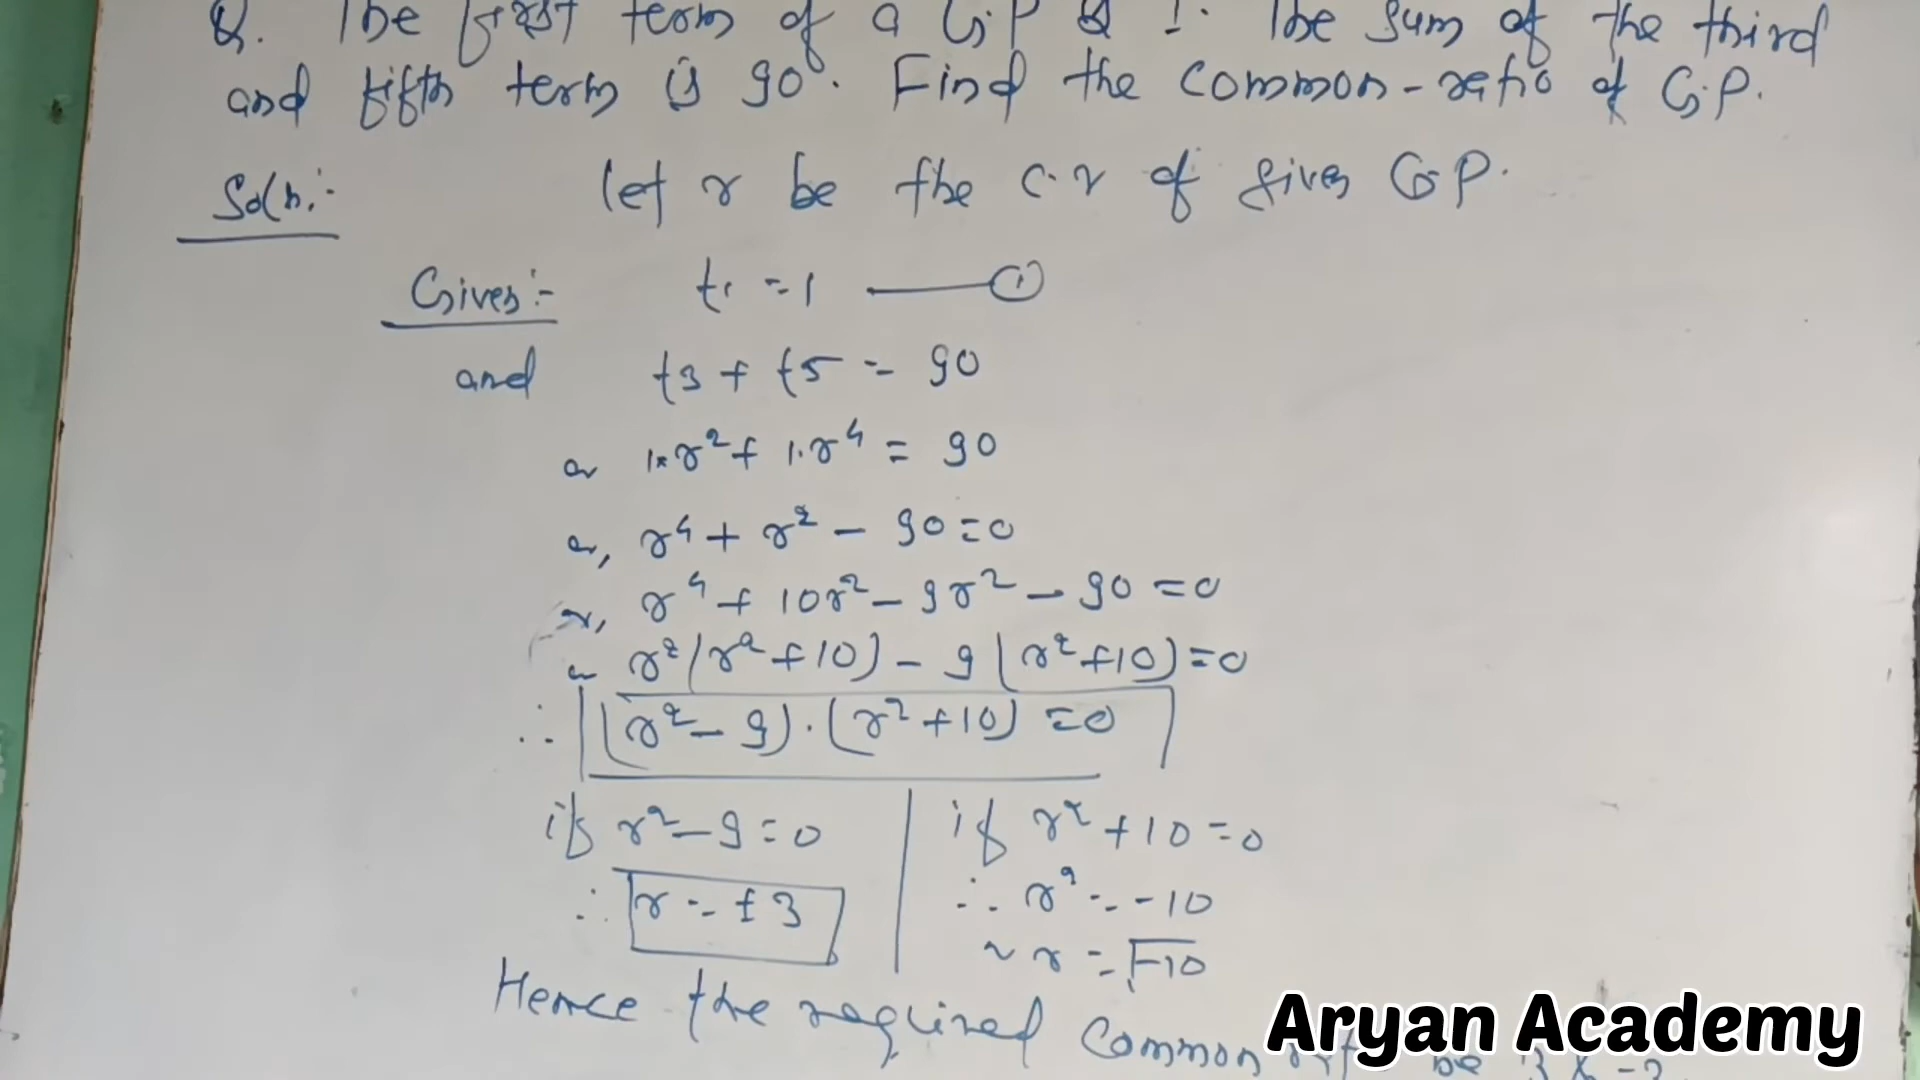 Q. The first term of a G.P is 1. The sum of the third
and fifth term is 90. Find the common-ratio of G.P.
Soln:-
let r be the c.r of given G.P.
Given:- t1 = 1 —— ①
and t3 + t5 = 90
or 1×r² + 1.r⁴ = 90
or, r⁴ + r² - 90 = 0
or, r⁴ + 10r² - 9r² - 90 = 0
or r²(r² + 10) - 9(r² + 10) = 0
∴ (r² - 9).(r² + 10) = 0
if r² - 9 = 0
∴ r = ±3
if r² + 10 = 0
∴ r² = -10
~ r = √-10
Hence the required common be 3 & -3
Aryan Academy